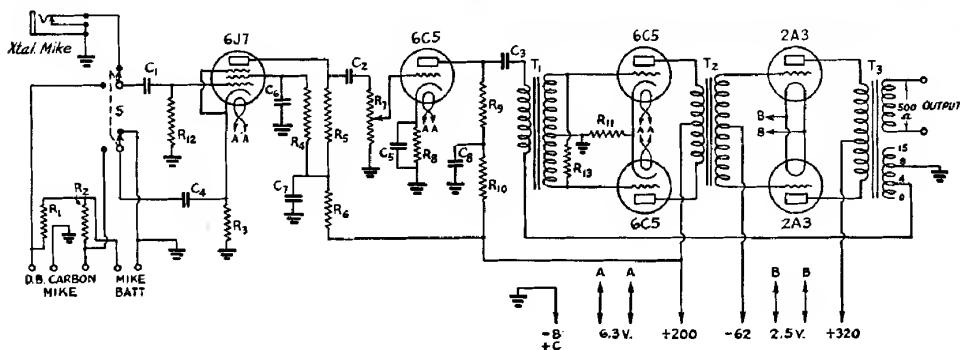 6J7
6C5
6C5
2A3
Xtal. Mike
C1
C2
C3
T1
T2
T3
C6
R7
R9
500 Ω OUTPUT
S
R12
R4
R5
A A
A A
A
A
R11
B
B
15
8
4
0
C5
R8
C8
R13
C4
C7
R6
R10
R1
R2
R3
6C5
2A3
D.B. CARBON MIKE
MIKE BATT
A A
B B
-B
+C
6.3 V.
+200
-62
2.5 V.
+320